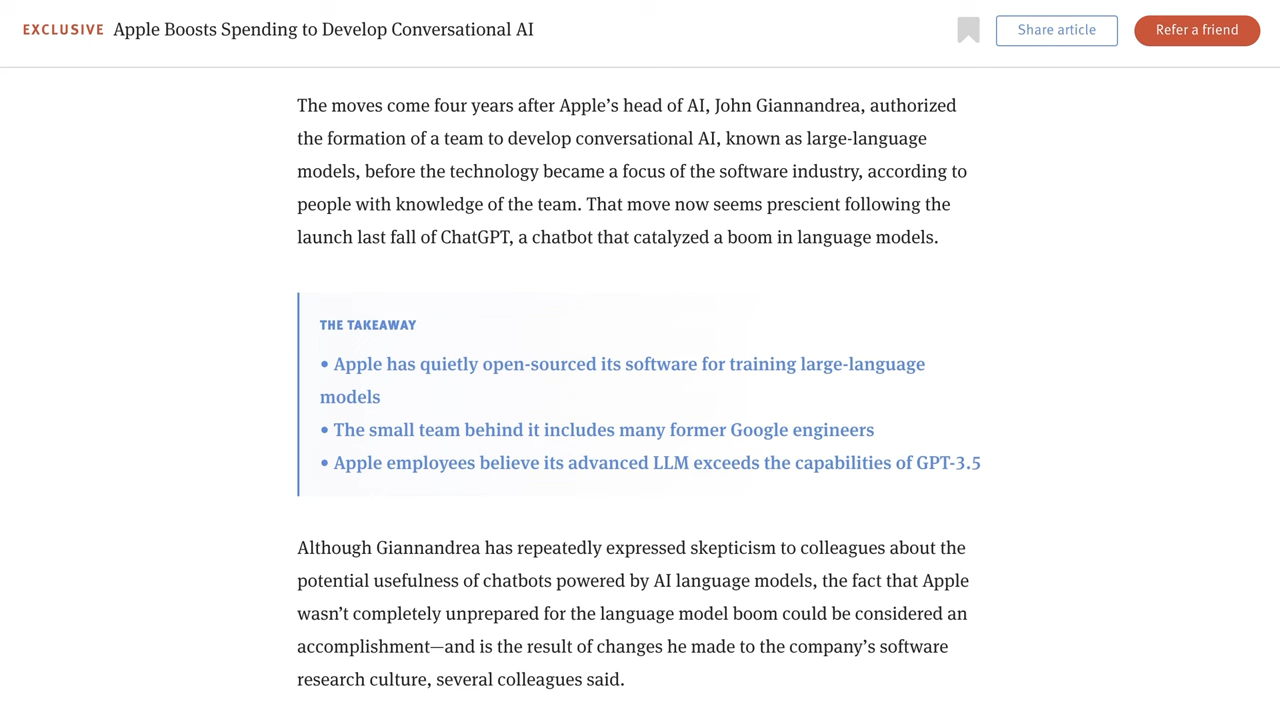 EXCLUSIVE Apple Boosts Spending to Develop Conversational AI
Share article
Refer a friend
The moves come four years after Apple’s head of AI, John Giannandrea, authorized
the formation of a team to develop conversational AI, known as large-language
models, before the technology became a focus of the software industry, according to
people with knowledge of the team. That move now seems prescient following the
launch last fall of ChatGPT, a chatbot that catalyzed a boom in language models.
THE TAKEAWAY
• Apple has quietly open-sourced its software for training large-language
models
• The small team behind it includes many former Google engineers
• Apple employees believe its advanced LLM exceeds the capabilities of GPT-3.5
Although Giannandrea has repeatedly expressed skepticism to colleagues about the
potential usefulness of chatbots powered by AI language models, the fact that Apple
wasn’t completely unprepared for the language model boom could be considered an
accomplishment—and is the result of changes he made to the company’s software
research culture, several colleagues said.